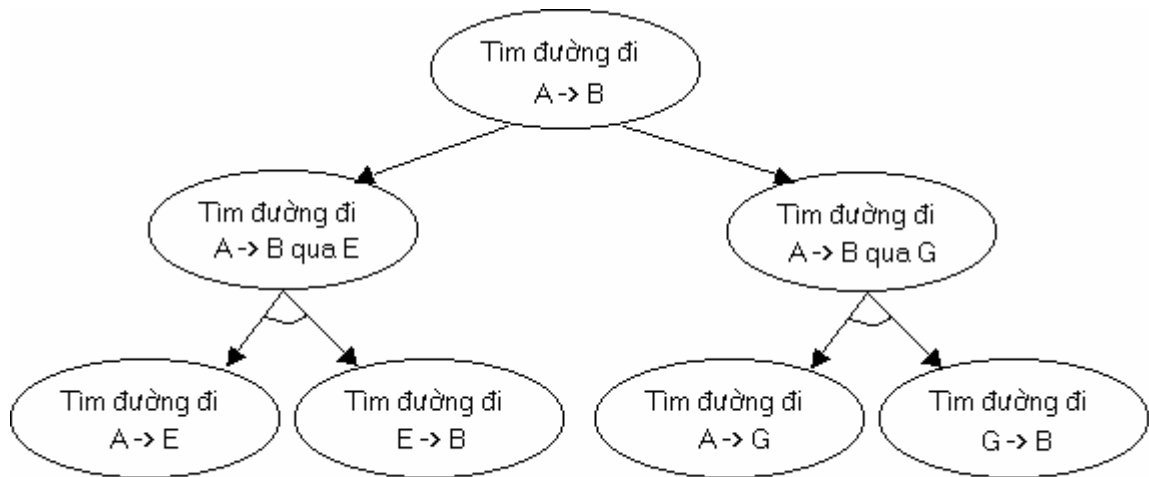 Tìm đường đi
A -> B
Tìm đường đi
A -> B qua E
Tìm đường đi
A -> B qua G
Tìm đường đi
A -> E
Tìm đường đi
E -> B
Tìm đường đi
A -> G
Tìm đường đi
G -> B